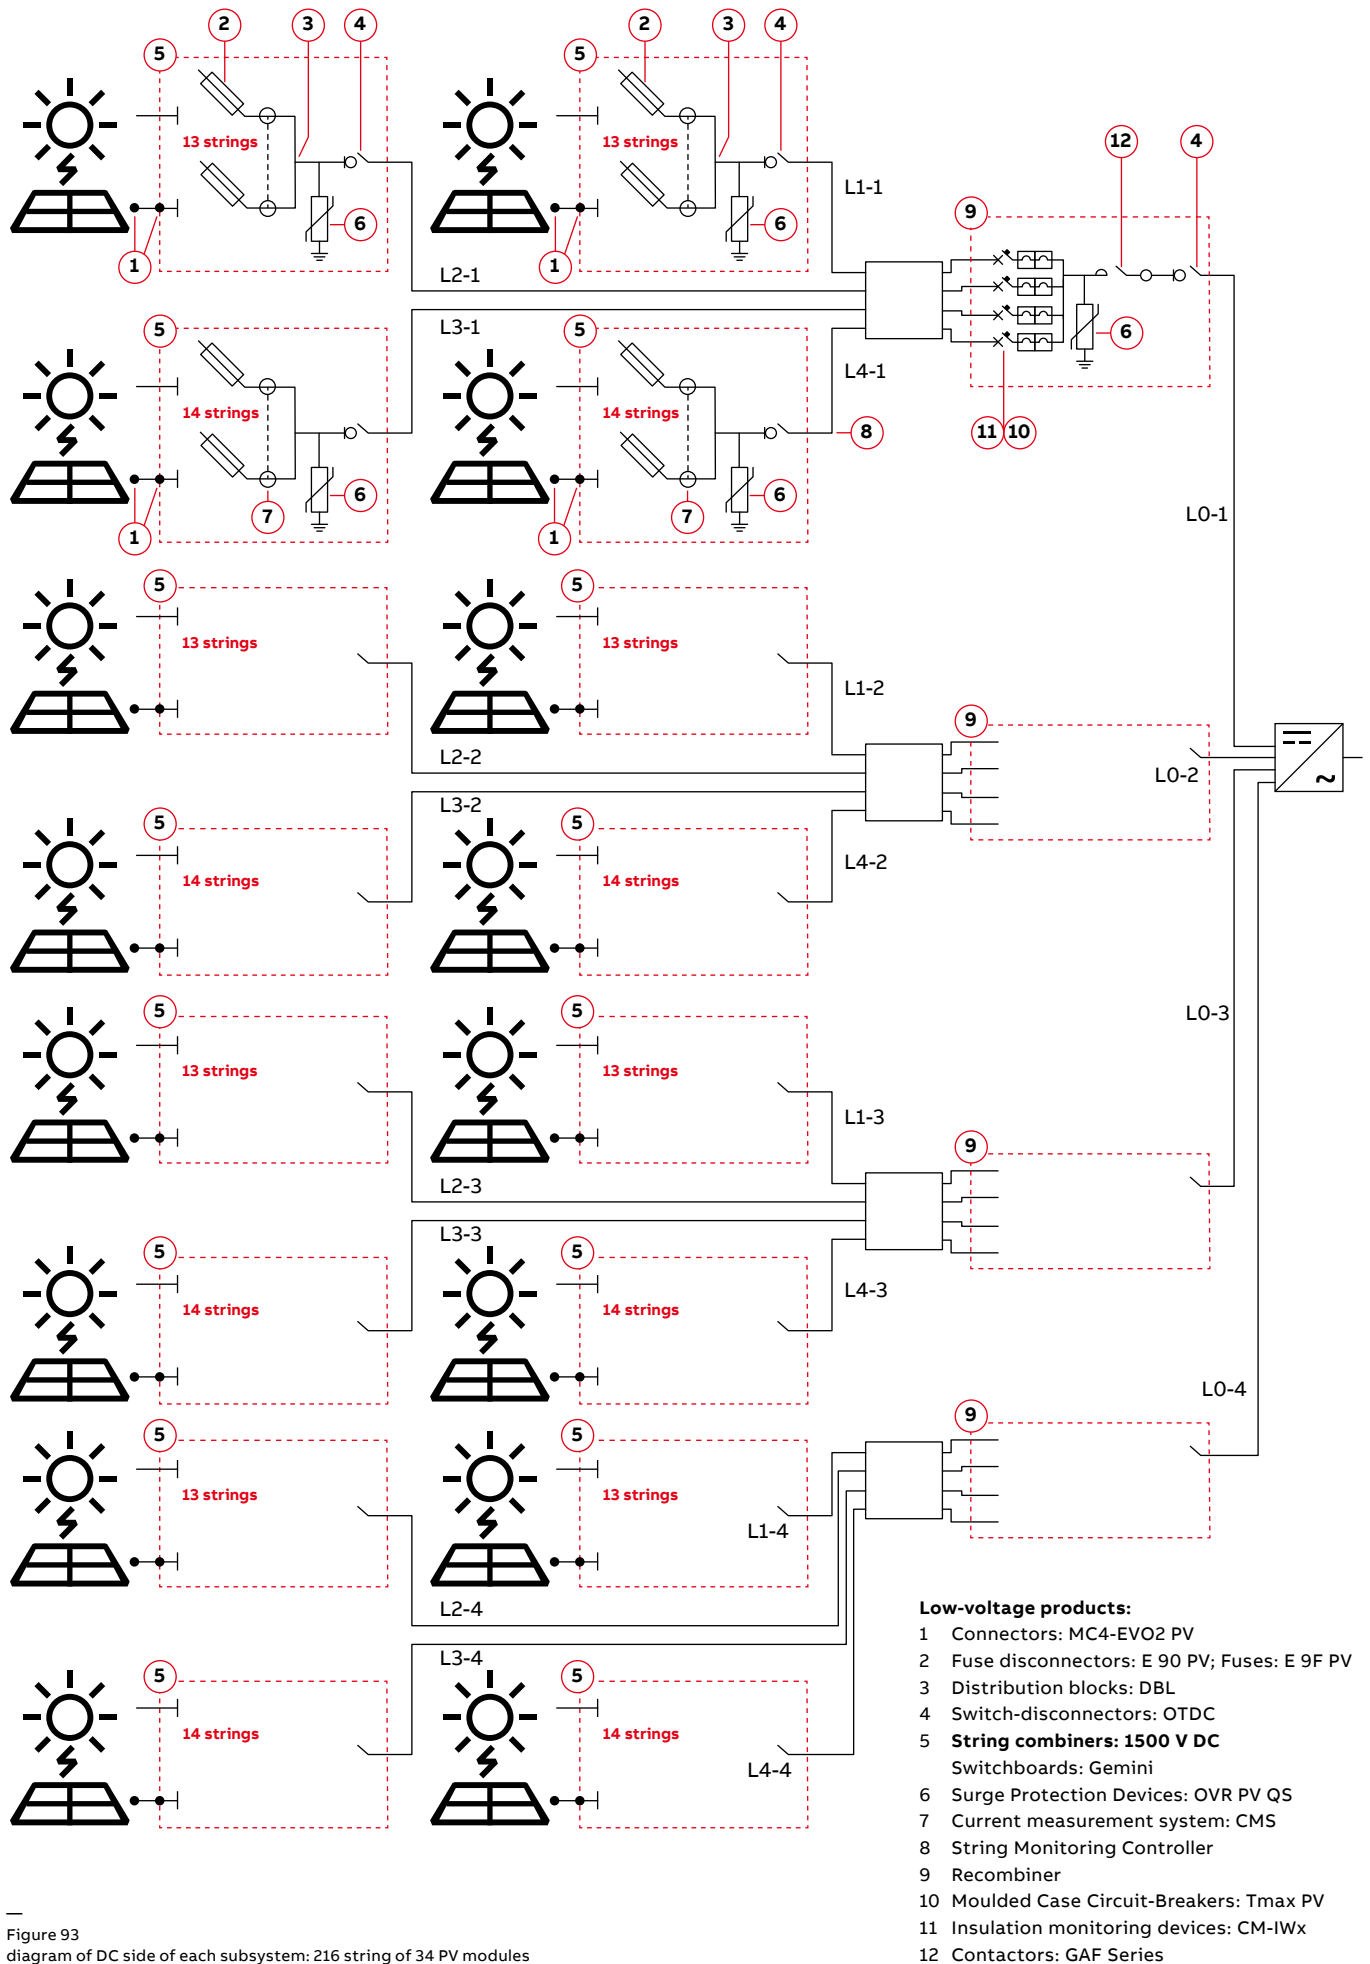 2 3 4 2 3 4
5 5
13 strings 13 strings
12 4
L1-1
9
6 6
1 1
L2-1
6
5 L3-1 5
L4-1
14 strings 14 strings
8
11 10
6 6
7 7
1 1
L0-1
5 5
13 strings 13 strings
L1-2
9
L2-2
L0-2
L3-2
5 5
L4-2
14 strings 14 strings
5 5
L0-3
13 strings 13 strings
L1-3
9
L2-3
L3-3
5 5
L4-3
14 strings 14 strings
L0-4
9
5 5
13 strings 13 strings
L1-4
L2-4
L3-4
5 5
14 strings 14 strings
L4-4
Low-voltage products:
1 Connectors: MC4-EVO2 PV
2 Fuse disconnectors: E 90 PV; Fuses: E 9F PV
3 Distribution blocks: DBL
4 Switch-disconnectors: OTDC
5 String combiners: 1500 V DC
Switchboards: Gemini
6 Surge Protection Devices: OVR PV QS
7 Current measurement system: CMS
8 String Monitoring Controller
9 Recombiner
10 Moulded Case Circuit-Breakers: Tmax PV
11 Insulation monitoring devices: CM-IWx
12 Contactors: GAF Series
—
Figure 93
diagram of DC side of each subsystem: 216 string of 34 PV modules